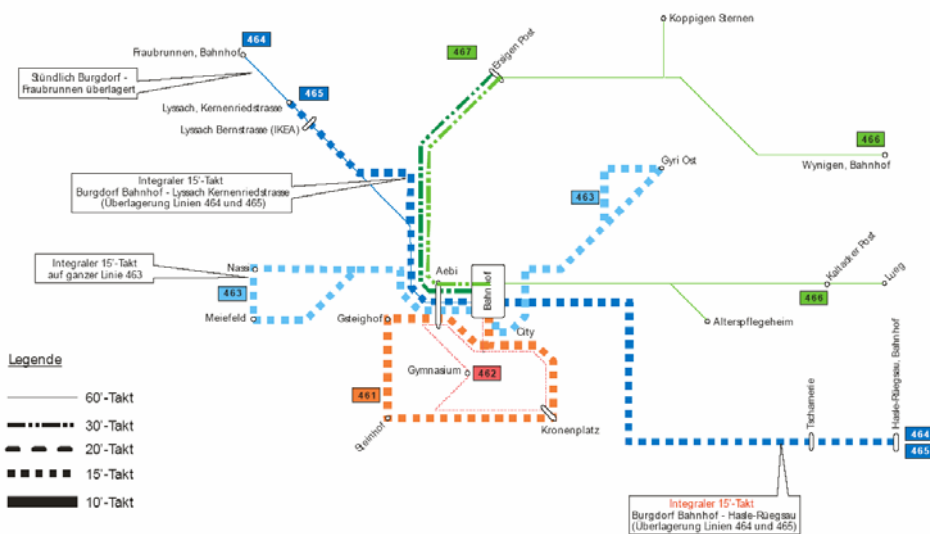 464
Fraubrunnen, Bahnhof
Stündlich Burgdorf -
Fraubrunnen überlagert
465
Lyssach, Kernenriedstrasse
Lyssach Bernstrasse (IKEA)
467
Ersigen Post
Koppigen Sternen
466
Wynigen, Bahnhof
Gyri Ost
463
Integraler 15'-Takt
Burgdorf Bahnhof - Lyssach Kernenriedstrasse
(Überlagerung Linien 464 und 465)
Integraler 15'-Takt
auf ganzer Linie 463
Nassi
463
Meiefeld
Aebi
Bahnhof
City
Kaltacker Post
Lueg
466
Alterspflegeheim
Gsteighof
Gymnasium
462
461
Steinhof
Kronenplatz
Tschamerie
Hasle-Rüegsau, Bahnhof
464
465
Integraler 15'-Takt
Burgdorf Bahnhof - Hasle-Rüegsau
(Überlagerung Linien 464 und 465)
Legende
60'-Takt
30'-Takt
20'-Takt
15'-Takt
10'-Takt